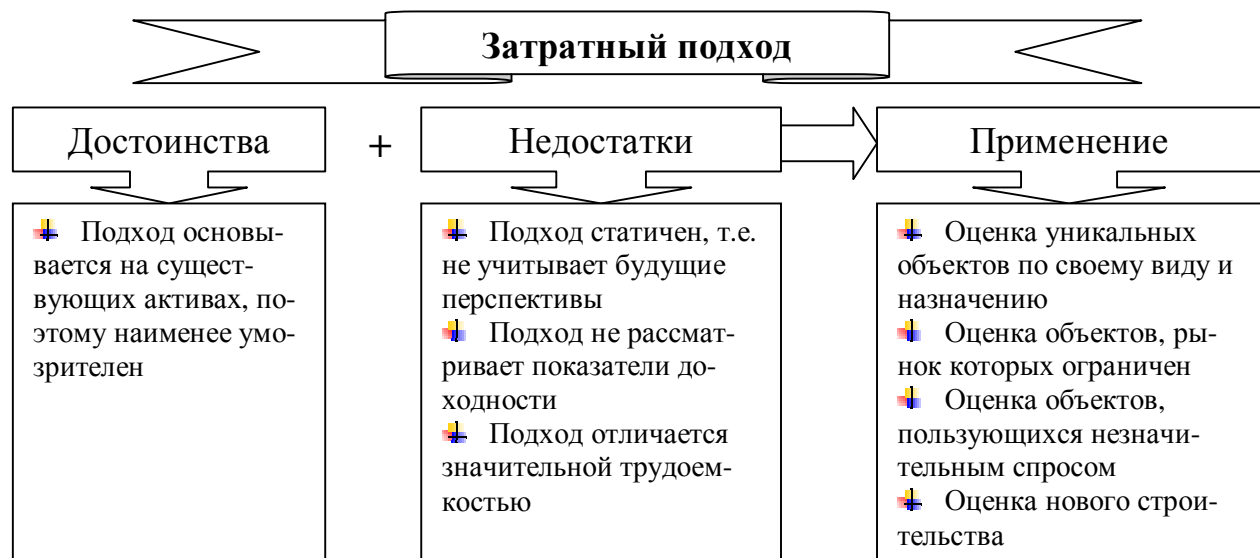 Затратный подход
Достоинства
+
Недостатки
Применение
Подход основы-
вается на сущест-
вующих активах, по-
этому наименее умо-
зрителен
Подход статичен, т.е.
не учитывает будущие
перспективы
Подход не рассмат-
ривает показатели до-
ходности
Подход отличается
значительной трудоем-
костью
Оценка уникальных
объектов по своему виду и
назначению
Оценка объектов, ры-
нок которых ограничен
Оценка объектов,
пользующихся незначи-
тельным спросом
Оценка нового строи-
тельства